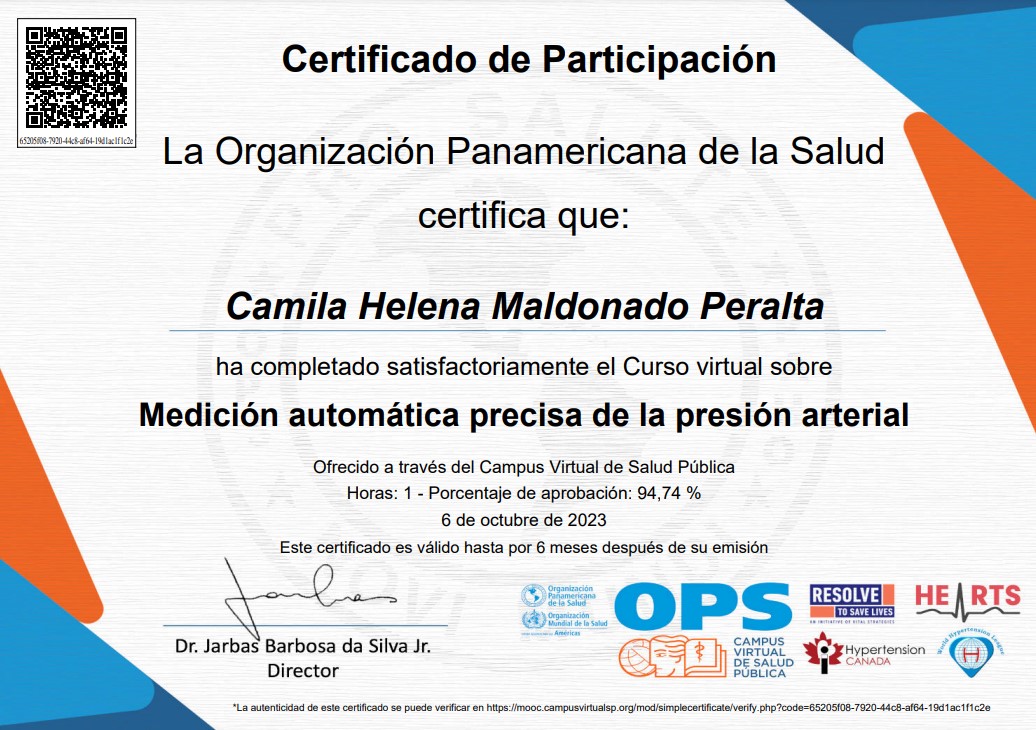 65205f08-7920-44c8-af64-19d1ac1f1c2e
Certificado de Participación
La Organización Panamericana de la Salud
certifica que:
Camila Helena Maldonado Peralta
ha completado satisfactoriamente el Curso virtual sobre
Medición automática precisa de la presión arterial
Ofrecido a través del Campus Virtual de Salud Pública
Horas: 1 - Porcentaje de aprobación: 94,74 %
6 de octubre de 2023
Este certificado es válido hasta por 6 meses después de su emisión
Dr. Jarbas Barbosa da Silva Jr.
Director
Organización
Panamericana
de la Salud
Organización
Mundial de la Salud
Américas
OPS
CAMPUS
VIRTUAL
DE SALUD
PÚBLICA
RESOLVE
TO SAVE LIVES
AN INITIATIVE OF VITAL STRATEGIES
HEARTS
Hypertension
CANADA
World Hypertension League
*La autenticidad de este certificado se puede verificar en https://mooc.campusvirtualsp.org/mod/simplecertificate/verify.php?code=65205f08-7920-44c8-af64-19d1ac1f1c2e